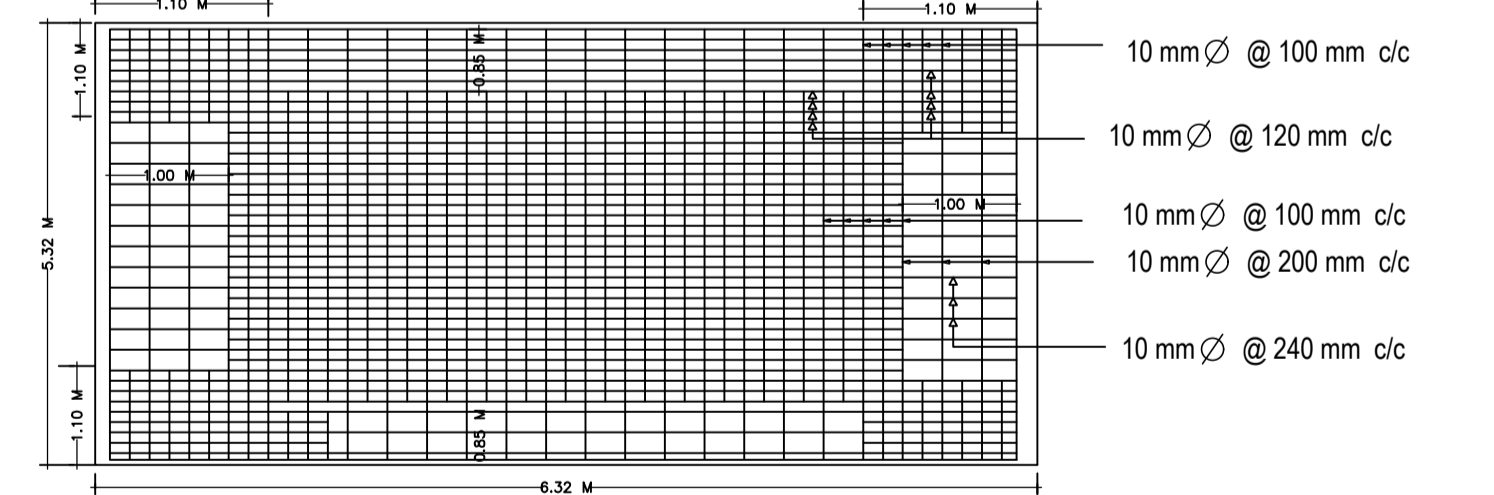 1.10 M
1.10 M
1.10 M
0.85 M
10 mm Ø @ 100 mm c/c
10 mm Ø @ 120 mm c/c
1.00 M
1.00 M
10 mm Ø @ 100 mm c/c
5.32 M
10 mm Ø @ 200 mm c/c
10 mm Ø @ 240 mm c/c
1.10 M
0.85 M
6.32 M